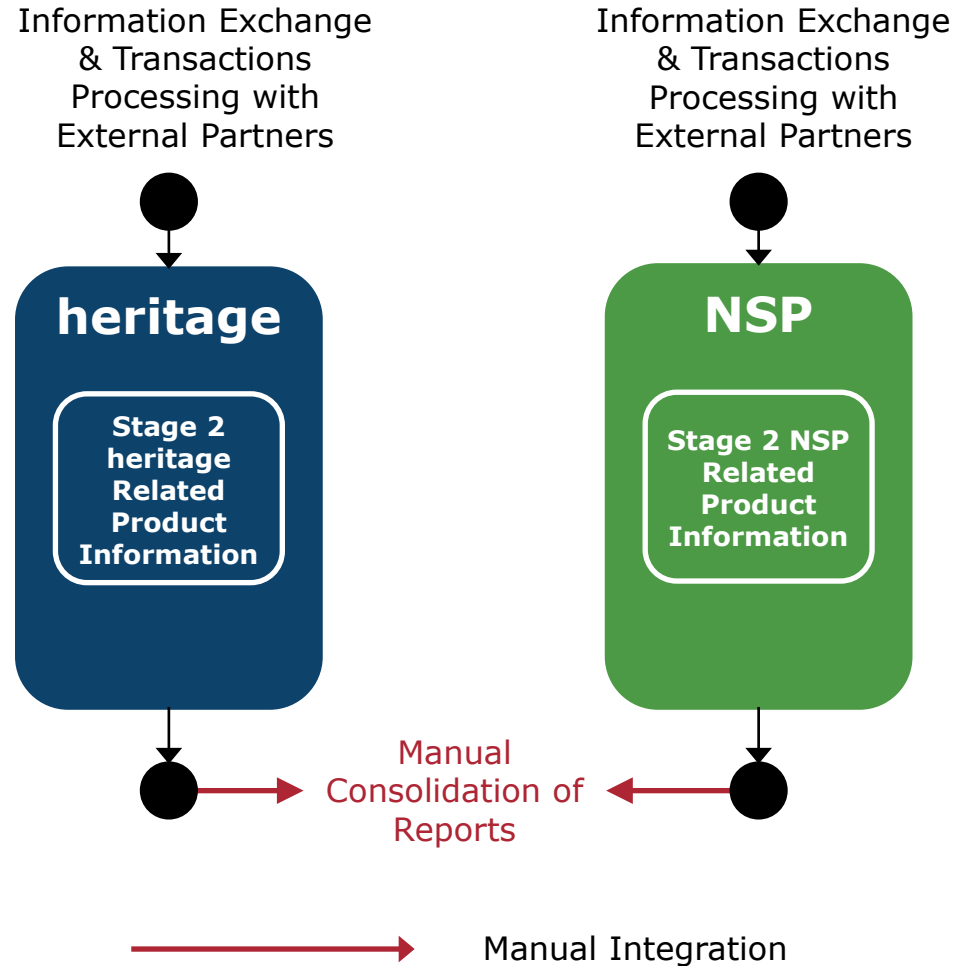 Information Exchange
& Transactions
Processing with
External Partners
Information Exchange
& Transactions
Processing with
External Partners
heritage
Stage 2
heritage
Related
Product
Information
NSP
Stage 2 NSP
Related
Product
Information
Manual
Consolidation of
Reports
Manual Integration